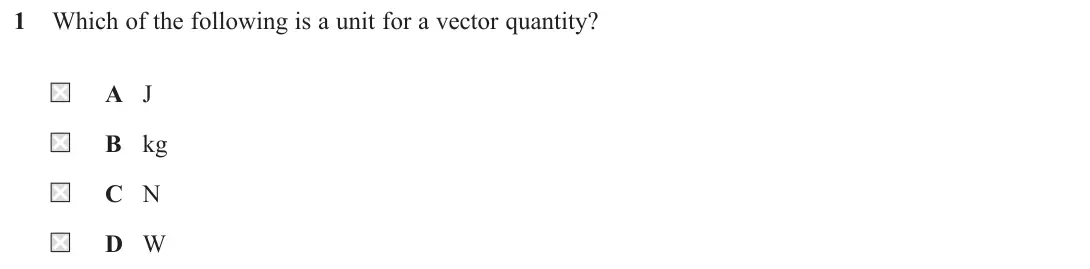 1 Which of the following is a unit for a vector quantity?
A J
B kg
C N
D W